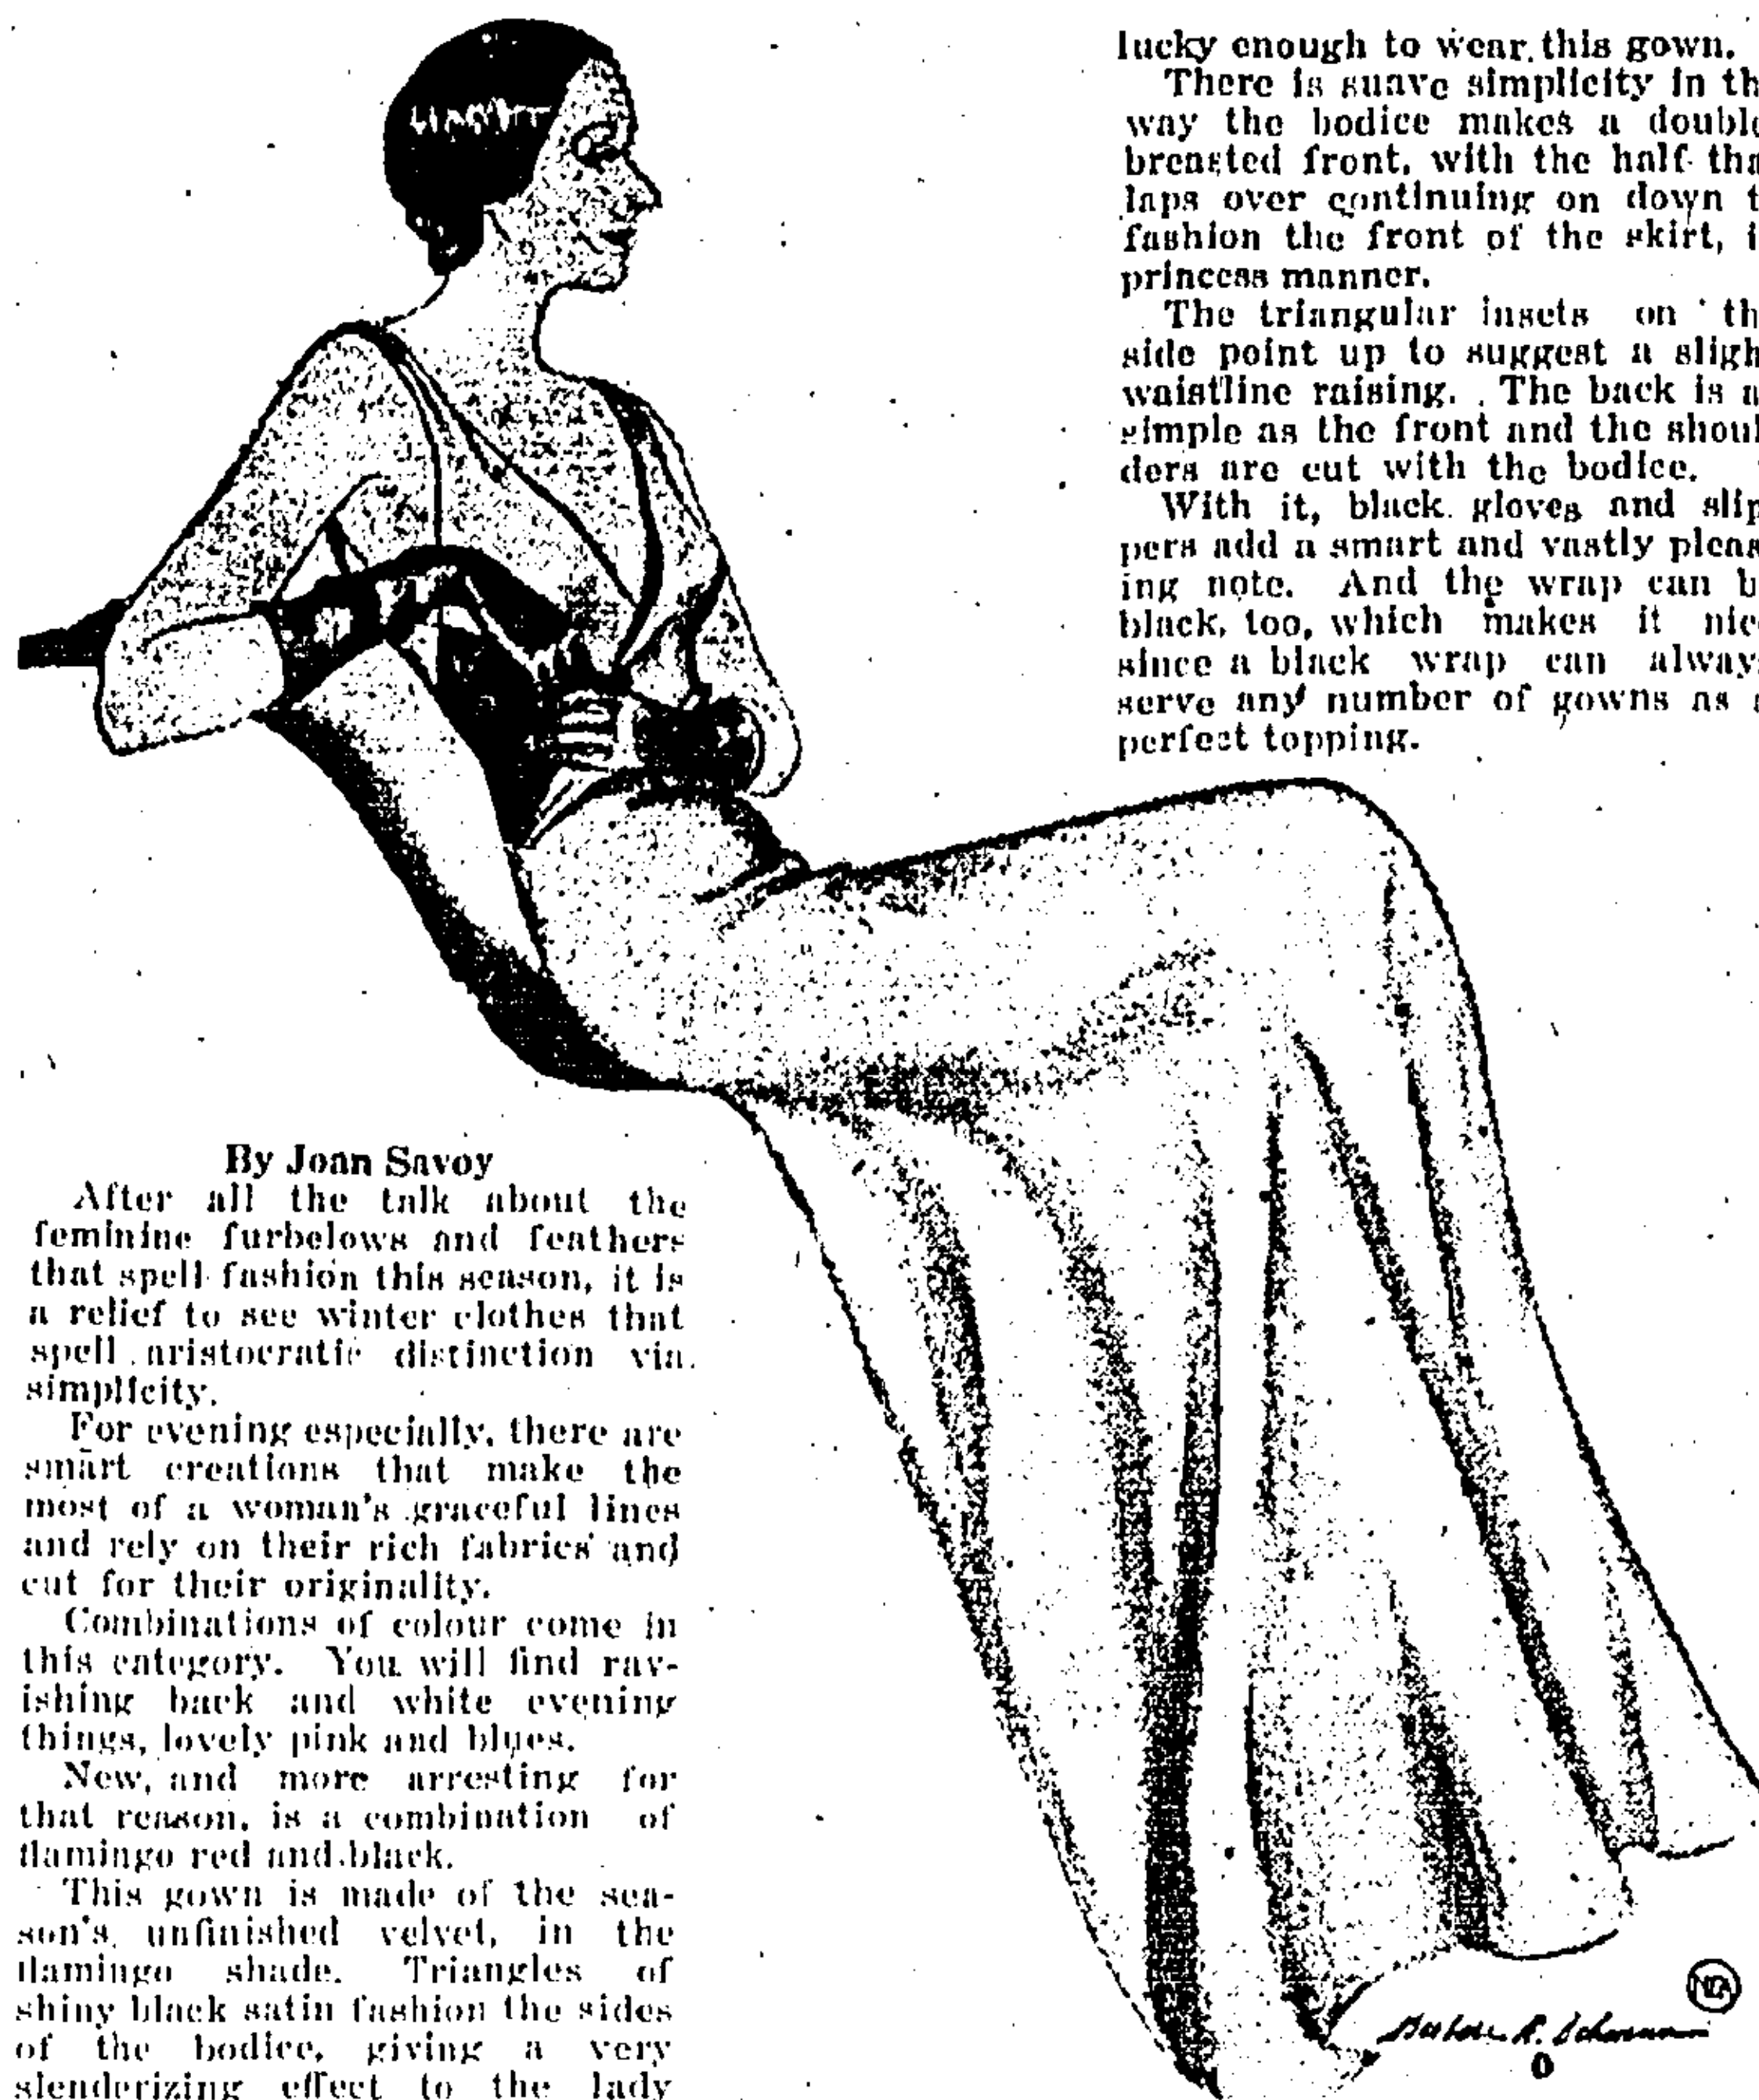 By Joan Savoy
After all the talk about the
feminine furbelows and feathers
that spell fashion this season, it is
a relief to see winter clothes that
spell aristocratic distinction via
simplicity.
For evening especially, there are
smart creations that make the
most of a woman's graceful lines
and rely on their rich fabrics and
cut for their originality.
Combinations of colour come in
this category. You will find rav-
ishing back and white evening
things, lovely pink and blues.
New, and more arresting for
that reason, is a combination of
flamingo red and black.
This gown is made of the sea-
son's unfinished velvet, in the
flamingo shade. Triangles of
shiny black satin fashion the sides
of the bodice, giving a very
slenderizing effect to the lady
lucky enough to wear this gown.
There is suave simplicity in th
way the bodice makes a double
breasted front, with the half tha
laps over continuing on down t
fashion the front of the skirt, i
princess manner.
The triangular insets on th
side point up to suggest a sligh
waistline raising. The back is a
simple as the front and the shoul
ders are cut with the bodice.
With it, black gloves and slip
pers add a smart and vastly pleas
ing note. And the wrap can b
black, too, which makes it nic
since a black wrap can always
serve any number of gowns as a
perfect topping.
NEA